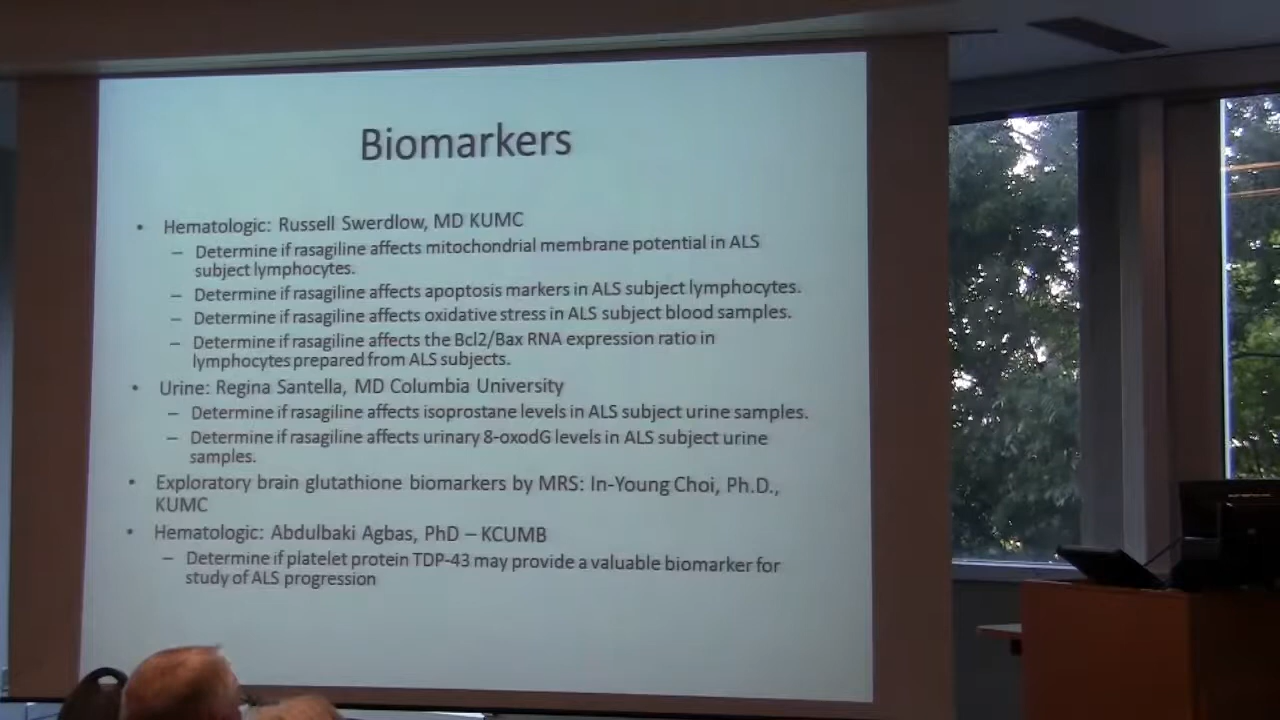 Biomarkers
• Hematologic: Russell Swerdlow, MD KUMC
– Determine if rasagiline affects mitochondrial membrane potential in ALS
subject lymphocytes.
– Determine if rasagiline affects apoptosis markers in ALS subject lymphocytes.
– Determine if rasagiline affects oxidative stress in ALS subject blood samples.
– Determine if rasagiline affects the Bcl2/Bax RNA expression ratio in
lymphocytes prepared from ALS subjects.
• Urine: Regina Santella, MD Columbia University
– Determine if rasagiline affects isoprostane levels in ALS subject urine samples.
– Determine if rasagiline affects urinary 8-oxodG levels in ALS subject urine
samples.
• Exploratory brain glutathione biomarkers by MRS: In-Young Choi, Ph.D.,
KUMC
• Hematologic: Abdulbaki Agbas, PhD – KCUMB
– Determine if platelet protein TDP-43 may provide a valuable biomarker for
study of ALS progression